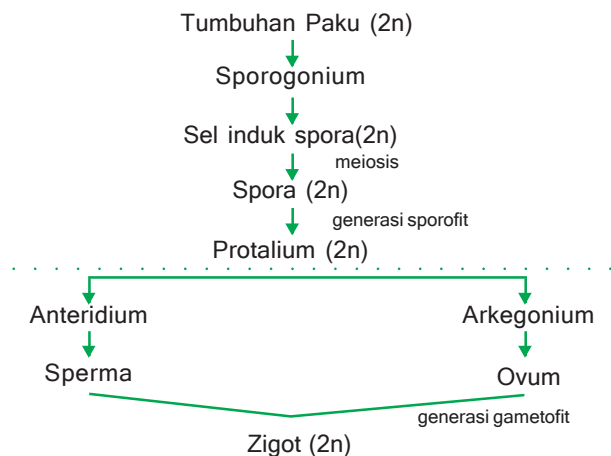 Tumbuhan Paku (2n)
Sporogonium
Sel induk spora(2n)
meiosis
Spora (2n)
generasi sporofit
Protalium (2n)
Anteridium
Arkegonium
Sperma
Ovum
generasi gametofit
Zigot (2n)